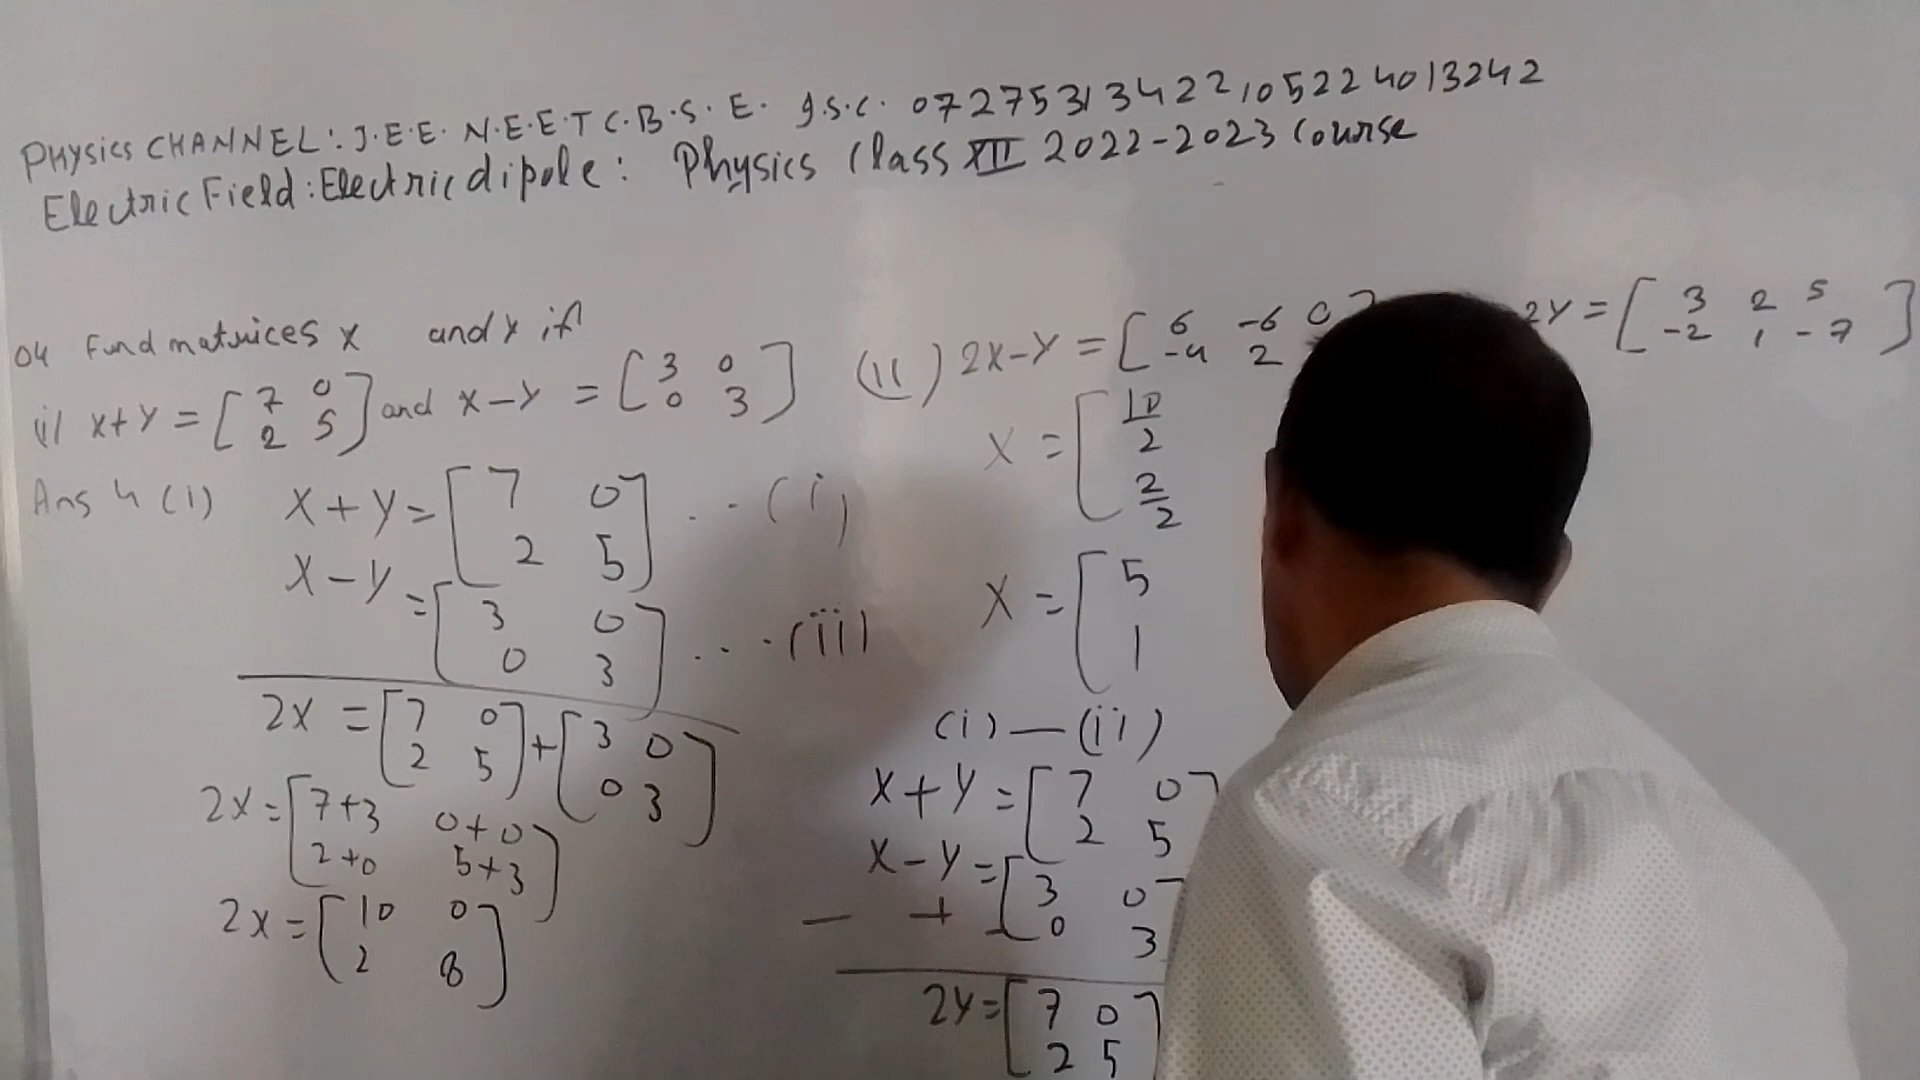 PHYSICS CHANNEL: J.E.E. N.E.E.T C.B.S.E. I.S.C. 07275313422,1052240 13242
Electric Field: Electric dipole: Physics Class XII 2022-2023 Course
04 Find matrices X and Y if
(i) X+Y = [7 0
2 5] and X-Y = [3 0
0 3]
(ii) 2X-Y = [6 -6 0
-4 2
2Y = [3 2 5
-2 1 -7]
Ans 4 (i) X+Y = [7 0
2 5] ... (i)
X-Y = [3 0
0 3] ... (ii)
2X = [7 0
2 5] + [3 0
0 3]
2X = [7+3 0+0
2+0 5+3]
2X = [10 0
2 8]
X = [10/2
2/2
X = [5
1
(i) — (ii)
X+Y = [7 0
2 5
X-Y = [3 0
0 3
- + -
2Y = [7 0
2 5